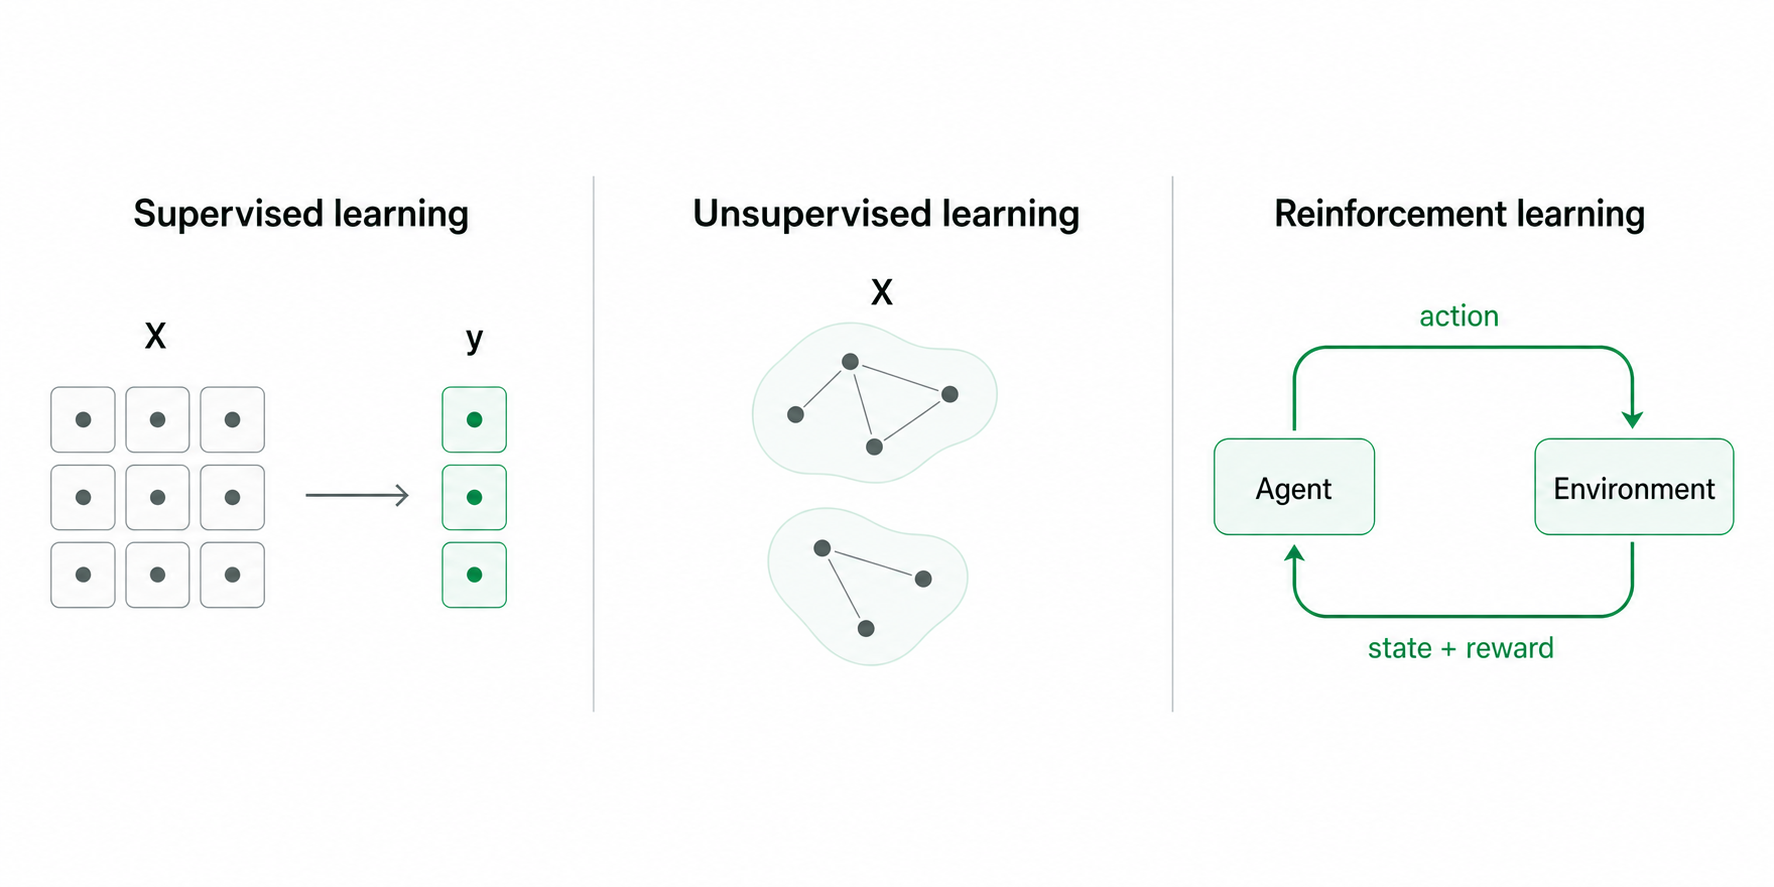 Supervised learning
X
y
Unsupervised learning
X
Reinforcement learning
action
Agent
Environment
state + reward